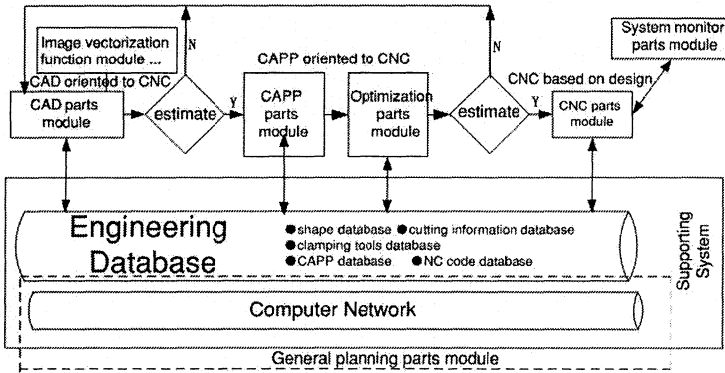 Image vectorization
function module ...
CAD oriented to CNC
CAD parts
module
N
estimate
Y
CAPP oriented to CNC
CAPP
parts
module
Optimization
parts
module
N
estimate
Y
CNC based on design
CNC parts
module
System monitor
parts module
Engineering
Database
●shape database ●cutting information database
●clamping tools database
●CAPP database ●NC code database
Computer Network
General planning parts module
Supporting
System